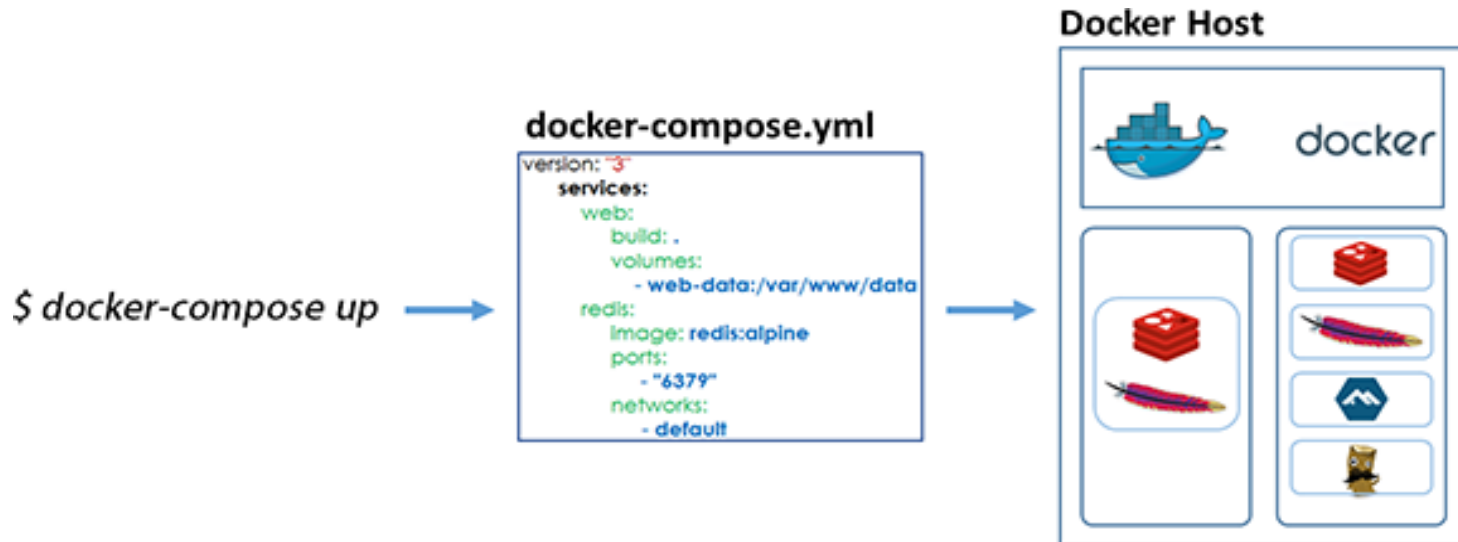 $ docker-compose up
docker-compose.yml
version: "3"
services:
web:
build: .
volumes:
- web-data:/var/www/data
redis:
image: redis:alpine
ports:
- "6379"
networks:
- default
Docker Host
docker